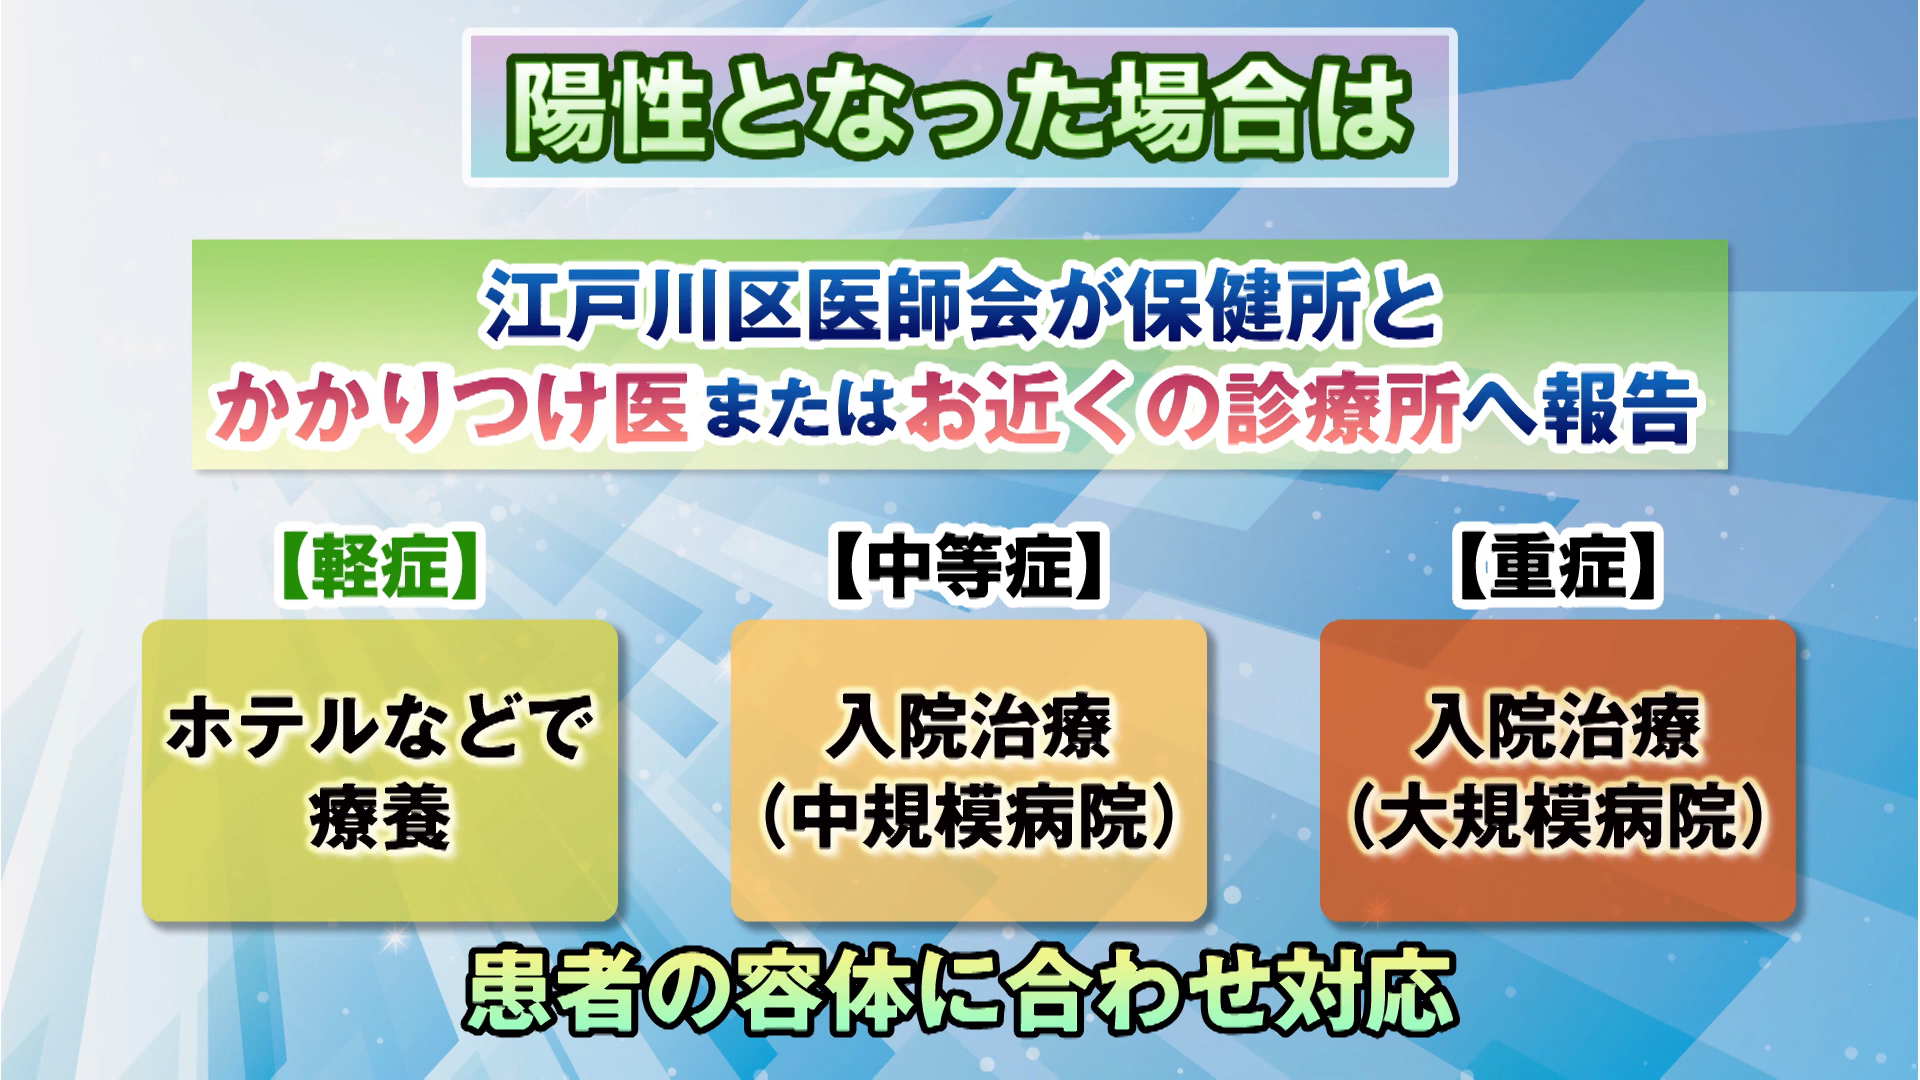 陽性となった場合は
江戸川区医師会が保健所と
かかりつけ医またはお近くの診療所へ報告
【軽症】
ホテルなどで
療養
【中等症】
入院治療
（中規模病院）
【重症】
入院治療
（大規模病院）
患者の容体に合わせ対応